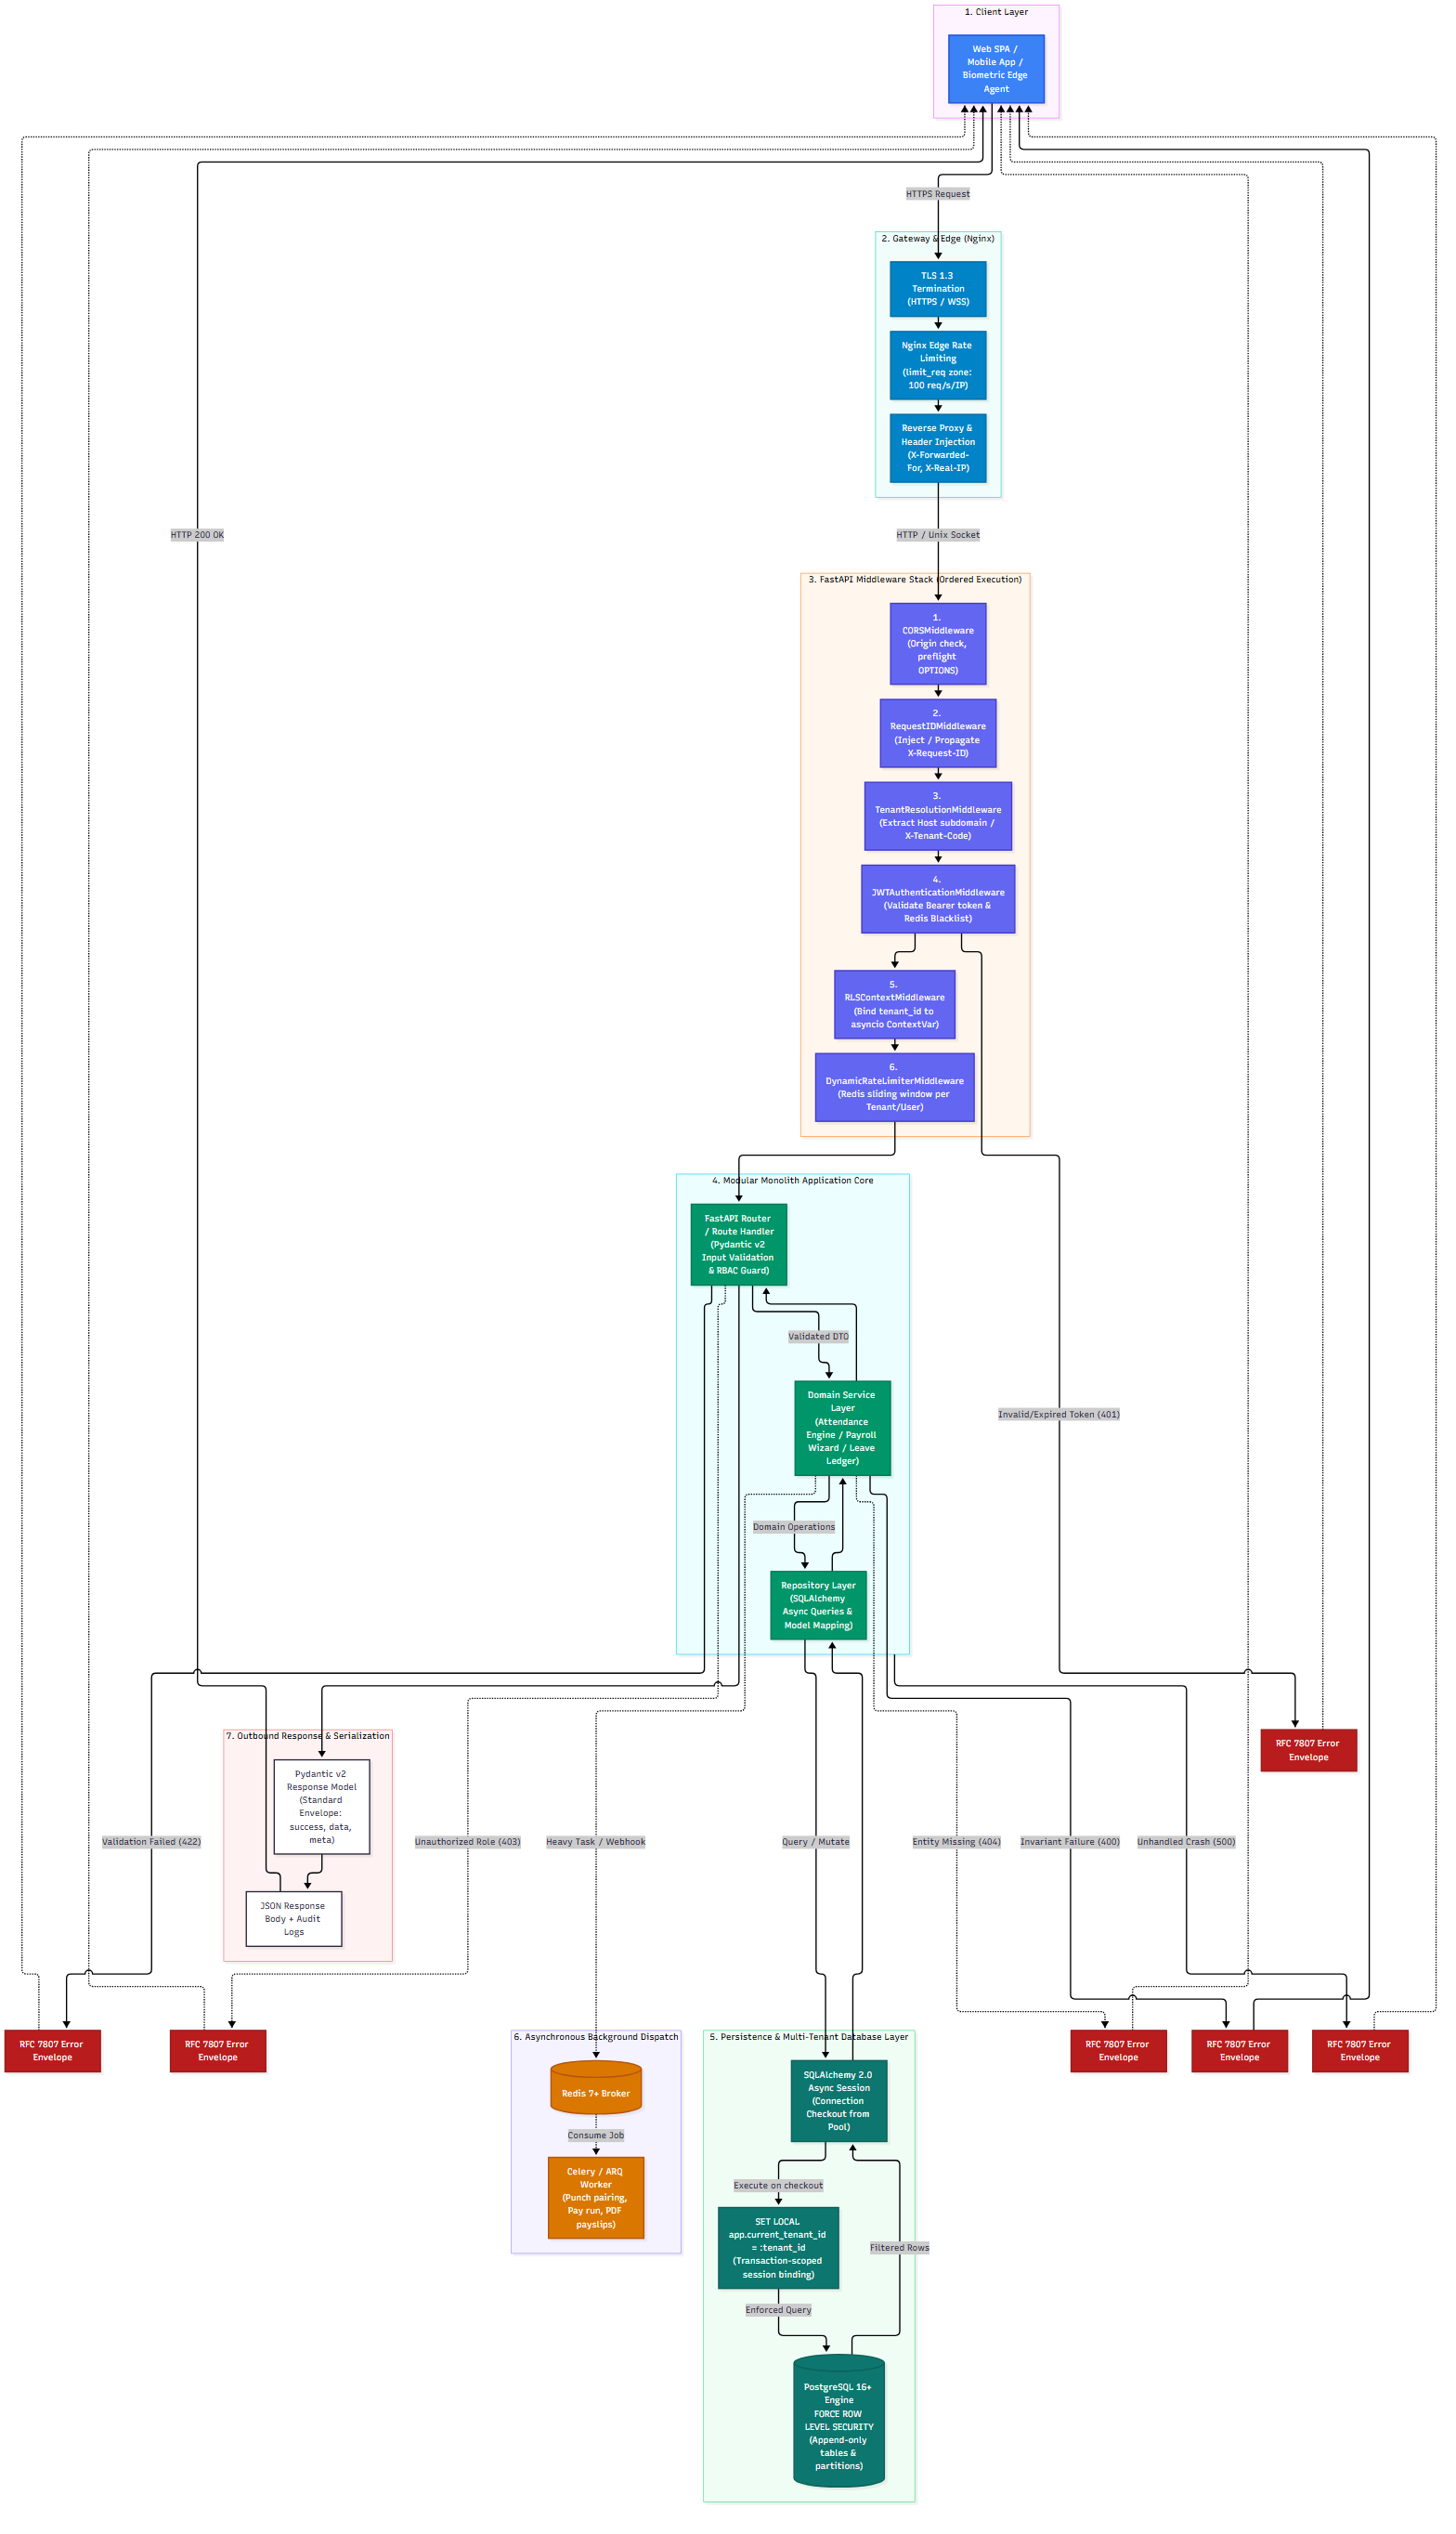 1. Client Layer
Web SPA /
Mobile App /
Biometric Edge
Agent
HTTPS Request
2. Gateway & Edge (Nginx)
TLS 1.3
Termination
(HTTPS / WSS)
Nginx Edge Rate
Limiting
(limit_req zone:
100 req/s/IP)
Reverse Proxy &
Header Injection
(X-Forwarded-
For, X-Real-IP)
HTTP 200 OK
HTTP / Unix Socket
3. FastAPI Middleware Stack (Ordered Execution)
1.
CORSMiddleware
(Origin check,
preflight
OPTIONS)
2.
RequestIDMiddleware
(Inject / Propagate
X-Request-ID)
3.
TenantResolutionMiddleware
(Extract Host subdomain /
X-Tenant-Code)
4.
JWTAuthenticationMiddleware
(Validate Bearer token &
Redis Blacklist)
5.
RLSContextMiddleware
(Bind tenant_id to
asyncio ContextVar)
6.
DynamicRateLimiterMiddleware
(Redis sliding window per
Tenant/User)
4. Modular Monolith Application Core
FastAPI Router
/ Route Handler
(Pydantic v2
Input Validation
& RBAC Guard)
Validated DTO
Domain Service
Layer
(Attendance
Engine / Payroll
Wizard / Leave
Ledger)
Invalid/Expired Token (401)
Domain Operations
Repository Layer
(SQLAlchemy
Async Queries &
Model Mapping)
7. Outbound Response & Serialization
Pydantic v2
Response Model
(Standard
Envelope:
success, data,
meta)
RFC 7807 Error
Envelope
Validation Failed (422)
Unauthorized Role (403)
Heavy Task / Webhook
Query / Mutate
Entity Missing (404)
Invariant Failure (400)
Unhandled Crash (500)
JSON Response
Body + Audit
Logs
RFC 7807 Error
Envelope
RFC 7807 Error
Envelope
6. Asynchronous Background Dispatch
Redis 7+ Broker
Consume Job
Celery / ARQ
Worker
(Punch pairing,
Pay run, PDF
payslips)
5. Persistence & Multi-Tenant Database Layer
SQLAlchemy 2.0
Async Session
(Connection
Checkout from
Pool)
Execute on checkout
SET LOCAL
app.current_tenant_id
= :tenant_id
(Transaction-scoped
session binding)
Filtered Rows
Enforced Query
PostgreSQL 16+
Engine
FORCE ROW
LEVEL SECURITY
(Append-only
tables &
partitions)
RFC 7807 Error
Envelope
RFC 7807 Error
Envelope
RFC 7807 Error
Envelope